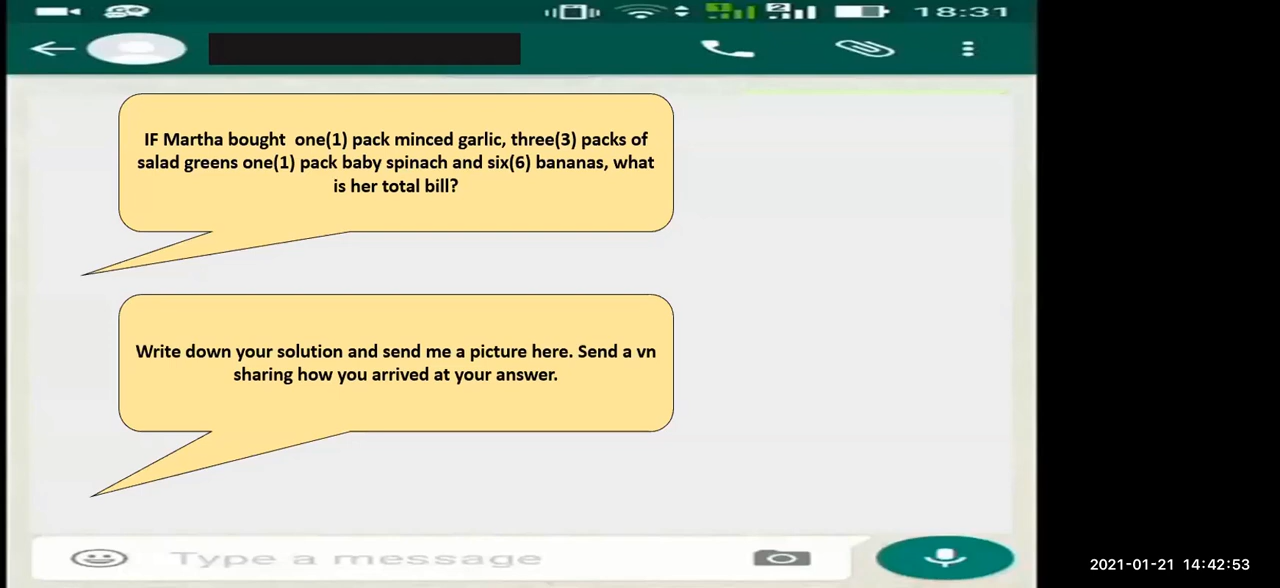 18:31
IF Martha bought one(1) pack minced garlic, three(3) packs of
salad greens one(1) pack baby spinach and six(6) bananas, what
is her total bill?
Write down your solution and send me a picture here. Send a vn
sharing how you arrived at your answer.
Type a message
2021-01-21 14:42:53